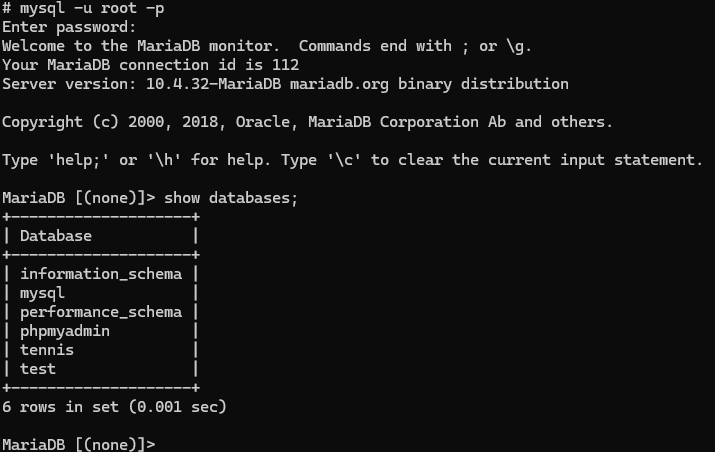 # mysql -u root -p
Enter password:
Welcome to the MariaDB monitor.  Commands end with ; or \g.
Your MariaDB connection id is 112
Server version: 10.4.32-MariaDB mariadb.org binary distribution

Copyright (c) 2000, 2018, Oracle, MariaDB Corporation Ab and others.

Type 'help;' or '\h' for help. Type '\c' to clear the current input statement.

MariaDB [(none)]> show databases;
+--------------------+
| Database           |
+--------------------+
| information_schema |
| mysql              |
| performance_schema |
| phpmyadmin         |
| tennis             |
| test               |
+--------------------+
6 rows in set (0.001 sec)

MariaDB [(none)]>